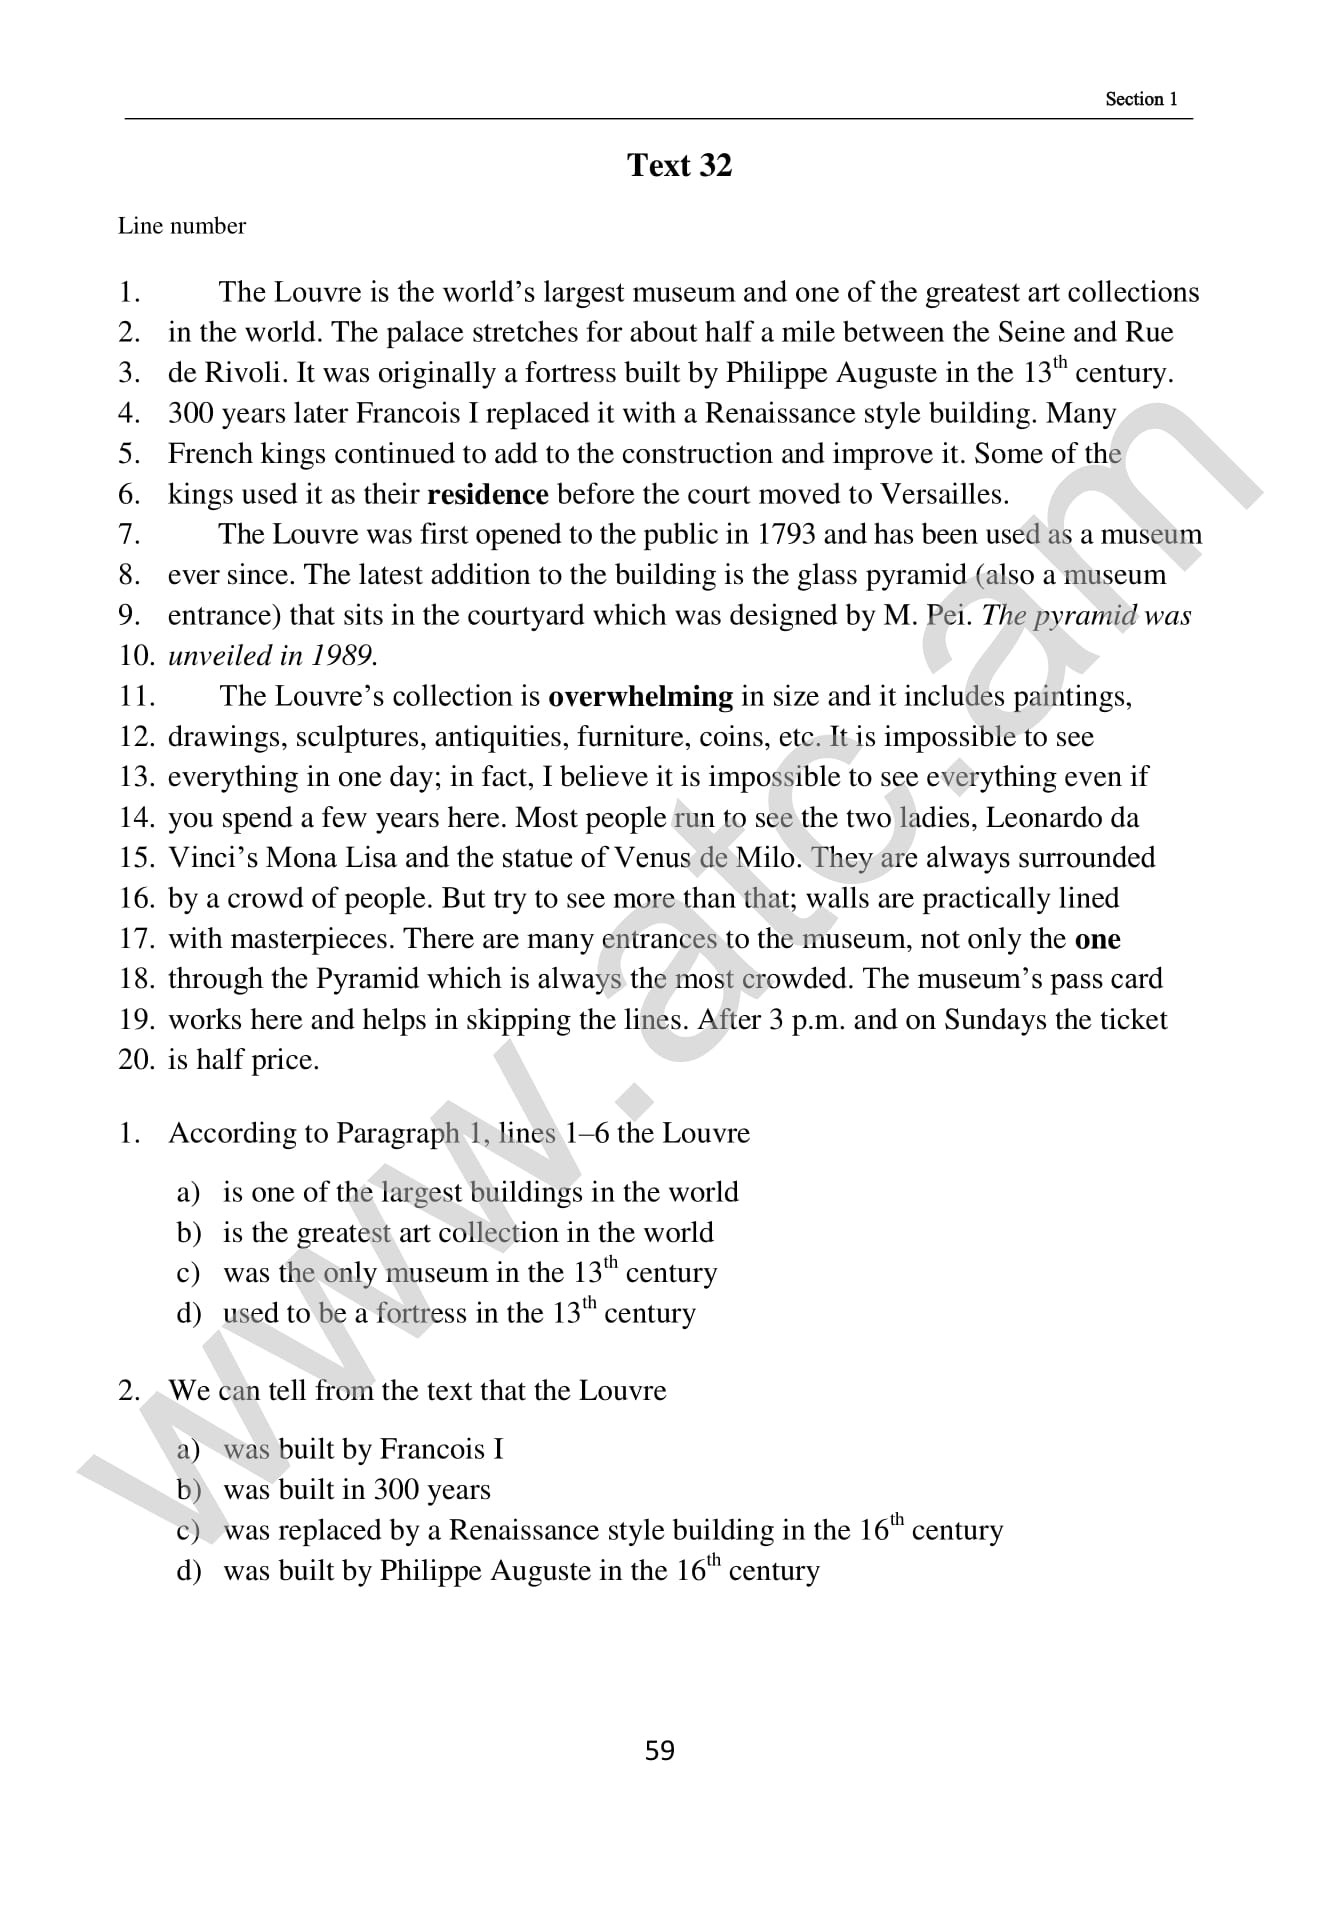 Section 1
Text 32
Line number
1. The Louvre is the world’s largest museum and one of the greatest art collections
2. in the world. The palace stretches for about half a mile between the Seine and Rue
3. de Rivoli. It was originally a fortress built by Philippe Auguste in the 13th century.
4. 300 years later Francois I replaced it with a Renaissance style building. Many
5. French kings continued to add to the construction and improve it. Some of the
6. kings used it as their residence before the court moved to Versailles.
7. The Louvre was first opened to the public in 1793 and has been used as a museum
8. ever since. The latest addition to the building is the glass pyramid (also a museum
9. entrance) that sits in the courtyard which was designed by M. Pei. The pyramid was
10. unveiled in 1989.
11. The Louvre’s collection is overwhelming in size and it includes paintings,
12. drawings, sculptures, antiquities, furniture, coins, etc. It is impossible to see
13. everything in one day; in fact, I believe it is impossible to see everything even if
14. you spend a few years here. Most people run to see the two ladies, Leonardo da
15. Vinci’s Mona Lisa and the statue of Venus de Milo. They are always surrounded
16. by a crowd of people. But try to see more than that; walls are practically lined
17. with masterpieces. There are many entrances to the museum, not only the one
18. through the Pyramid which is always the most crowded. The museum’s pass card
19. works here and helps in skipping the lines. After 3 p.m. and on Sundays the ticket
20. is half price.
1. According to Paragraph 1, lines 1–6 the Louvre
a) is one of the largest buildings in the world
b) is the greatest art collection in the world
c) was the only museum in the 13th century
d) used to be a fortress in the 13th century
2. We can tell from the text that the Louvre
a) was built by Francois I
b) was built in 300 years
c) was replaced by a Renaissance style building in the 16th century
d) was built by Philippe Auguste in the 16th century
59
www.atc.am